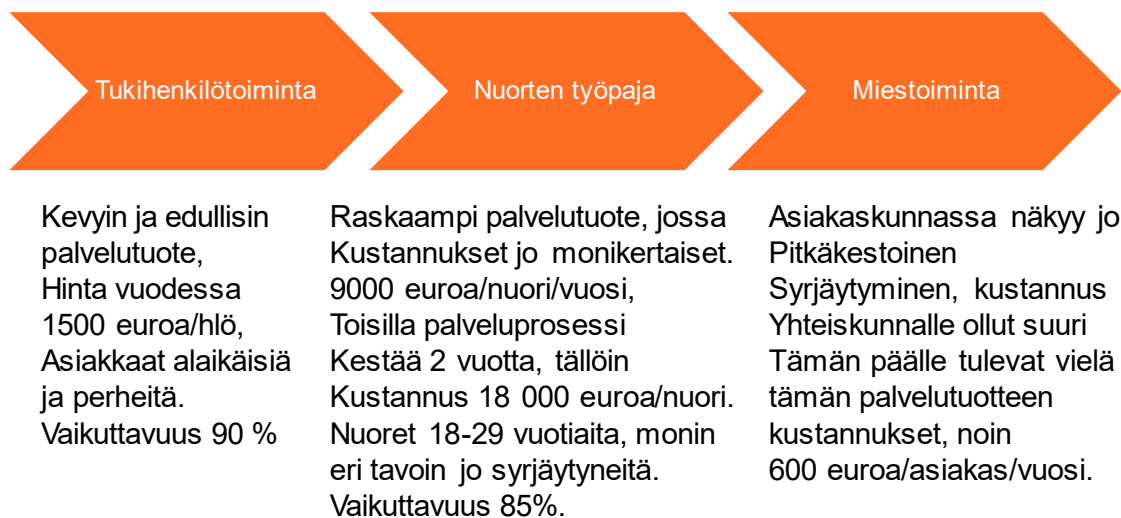 Tukihenkilötoiminta
Nuorten työpaja
Miestoiminta
Kevyin ja edullisin
palvelutuote,
Hinta vuodessa
1500 euroa/hlö,
Asiakkaat alaikäisiä
ja perheitä.
Vaikuttavuus 90 %
Raskaampi palvelutuote, jossa
Kustannukset jo monikertaiset.
9000 euroa/nuori/vuosi,
Toisilla palveluprosessi
Kestää 2 vuotta, tällöin
Kustannus 18 000 euroa/nuori.
Nuoret 18-29 vuotiaita, monin
eri tavoin jo syrjäytyneitä.
Vaikuttavuus 85%.
Asiakaskunnassa näkyy jo
Pitkäkestoinen
Syrjäytyminen, kustannus
Yhteiskunnalle ollut suuri
Tämän päälle tulevat vielä
tämän palvelutuotteen
kustannukset, noin
600 euroa/asiakas/vuosi.